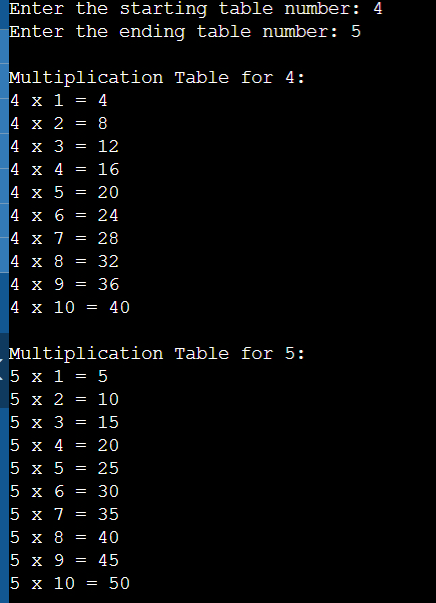 Enter the starting table number: 4
Enter the ending table number: 5
Multiplication Table for 4:
4 x 1 = 4
4 x 2 = 8
4 x 3 = 12
4 x 4 = 16
4 x 5 = 20
4 x 6 = 24
4 x 7 = 28
4 x 8 = 32
4 x 9 = 36
4 x 10 = 40
Multiplication Table for 5:
5 x 1 = 5
5 x 2 = 10
5 x 3 = 15
5 x 4 = 20
5 x 5 = 25
5 x 6 = 30
5 x 7 = 35
5 x 8 = 40
5 x 9 = 45
5 x 10 = 50